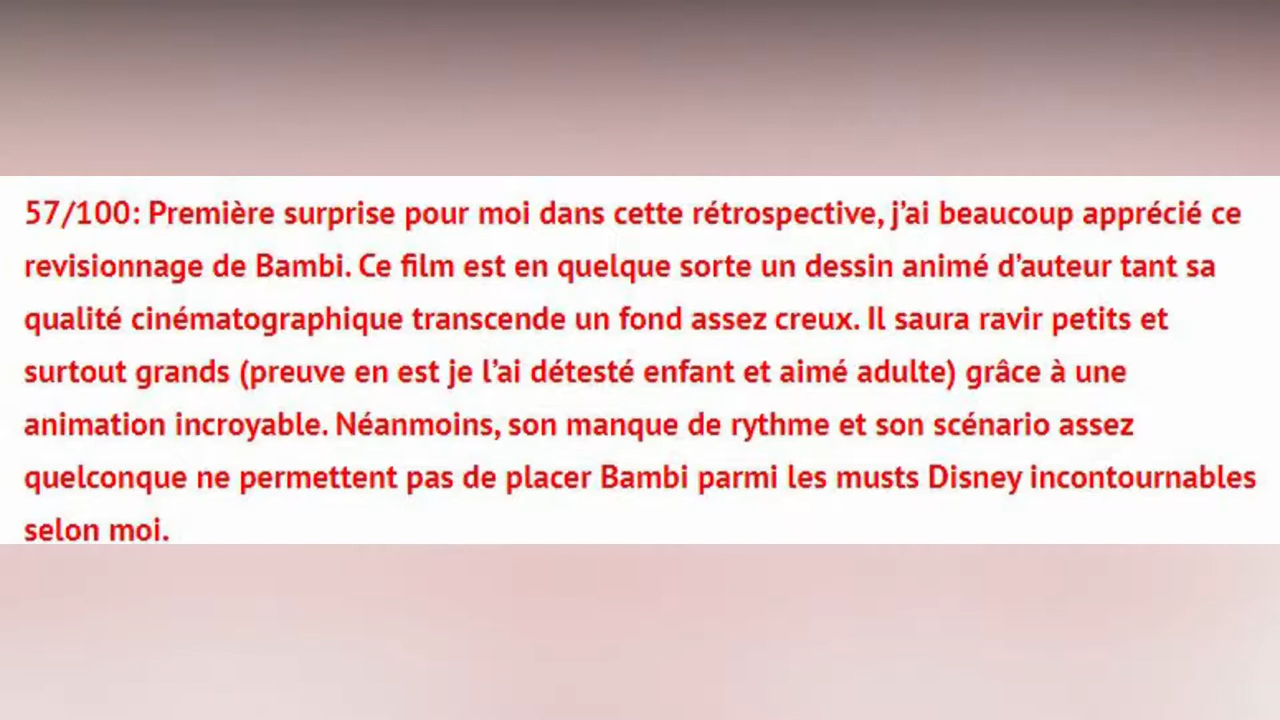 57/100: Première surprise pour moi dans cette rétrospective, j’ai beaucoup apprécié ce
revisionnage de Bambi. Ce film est en quelque sorte un dessin animé d’auteur tant sa
qualité cinématographique transcende un fond assez creux. Il saura ravir petits et
surtout grands (preuve en est je l’ai détesté enfant et aimé adulte) grâce à une
animation incroyable. Néanmoins, son manque de rythme et son scénario assez
quelconque ne permettent pas de placer Bambi parmi les musts Disney incontournables
selon moi.